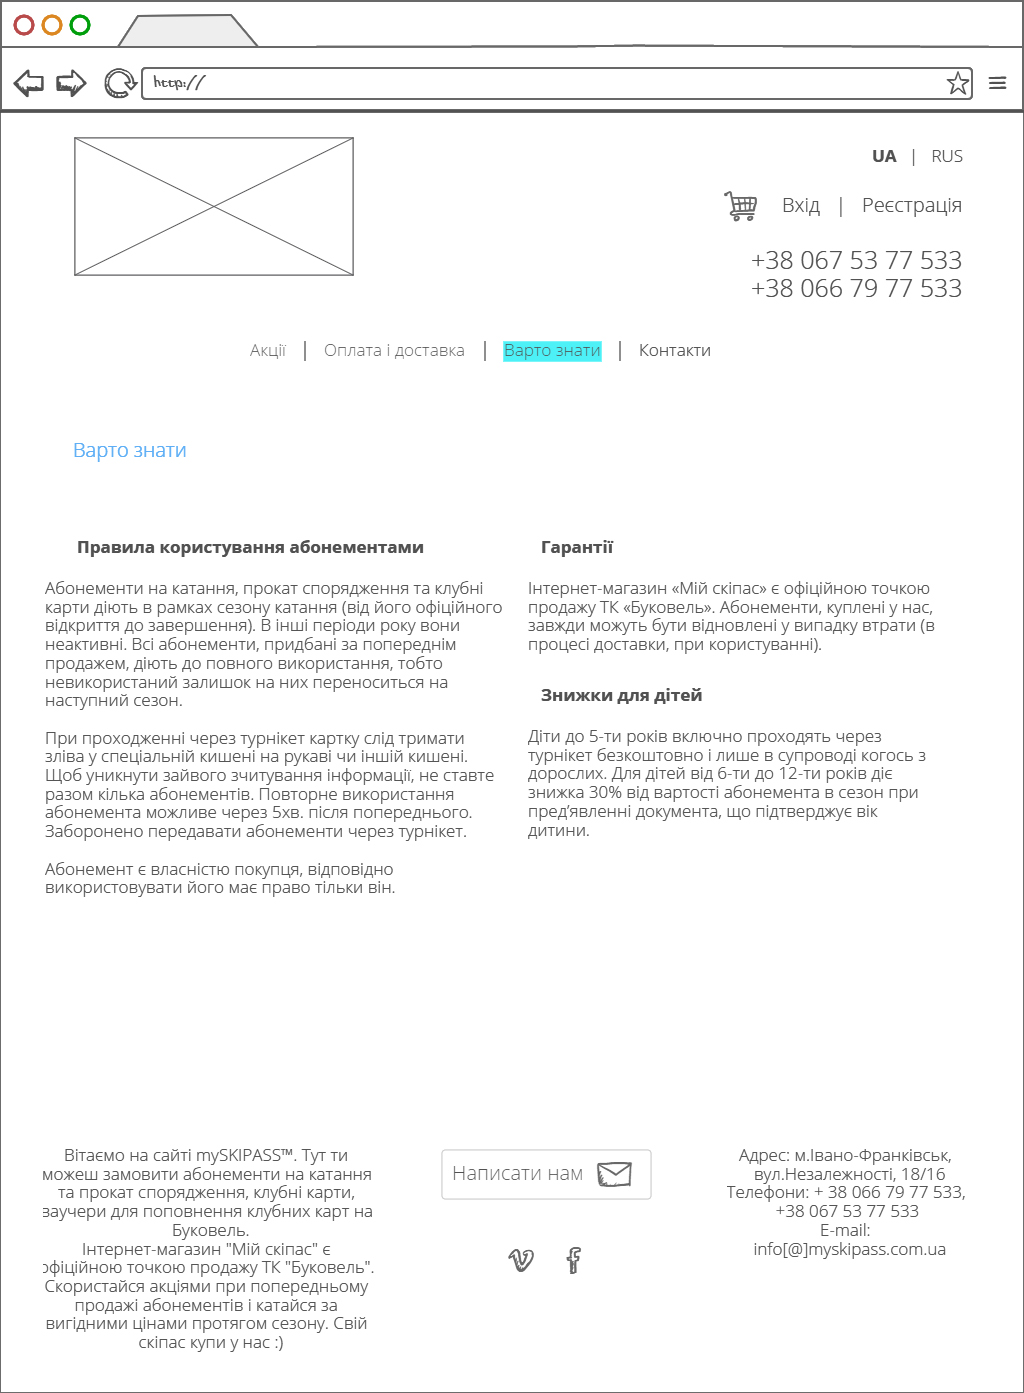 http://
UA | RUS
Вхід | Реєстрація
+38 067 53 77 533
+38 066 79 77 533
Акції | Оплата і доставка | Варто знати | Контакти
Варто знати
Правила користування абонементами
Абонементи на катання, прокат спорядження та клубні
карти діють в рамках сезону катання (від його офіційного
відкриття до завершення). В інші періоди року вони
неактивні. Всі абонементи, придбані за попереднім
продажем, діють до повного використання, тобто
невикористаний залишок на них переноситься на
наступний сезон.
При проходженні через турнікет картку слід тримати
зліва у спеціальній кишені на рукаві чи іншій кишені.
Щоб уникнути зайвого зчитування інформації, не ставте
разом кілька абонементів. Повторне використання
абонемента можливе через 5хв. після попереднього.
Заборонено передавати абонементи через турнікет.
Абонемент є власністю покупця, відповідно
використовувати його має право тільки він.
Гарантії
Інтернет-магазин «Мій скіпас» є офіційною точкою
продажу ТК «Буковель». Абонементи, куплені у нас,
завжди можуть бути відновлені у випадку втрати (в
процесі доставки, при користуванні).
Знижки для дітей
Діти до 5-ти років включно проходять через
турнікет безкоштовно і лише в супроводі когось з
дорослих. Для дітей від 6-ти до 12-ти років діє
знижка 30% від вартості абонемента в сезон при
пред’явленні документа, що підтверджує вік
дитини.
Вітаємо на сайті mySKIPASS™. Тут ти
можеш замовити абонементи на катання
та прокат спорядження, клубні карти,
ваучери для поповнення клубних карт на
Буковель.
Інтернет-магазин "Мій скіпас" є
офіційною точкою продажу ТК "Буковель".
Скористайся акціями при попередньому
продажі абонементів і катайся за
вигідними цінами протягом сезону. Свій
скіпас купи у нас :)
Написати нам
Адрес: м.Івано-Франківськ,
вул.Незалежності, 18/16
Телефони: + 38 066 79 77 533,
+38 067 53 77 533
E-mail:
info[@]myskipass.com.ua